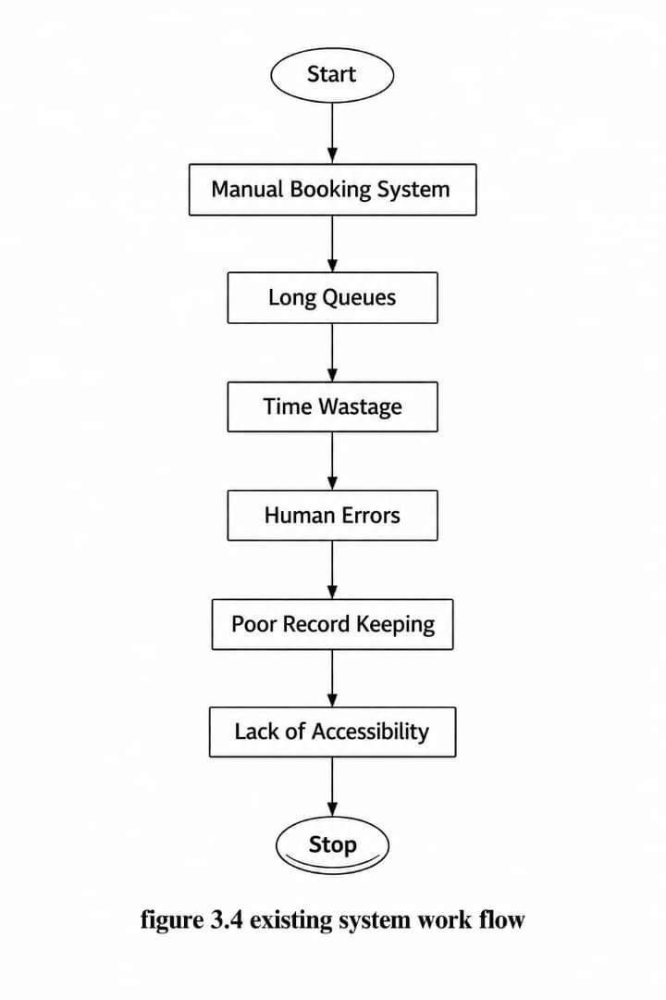 Start
Manual Booking System
Long Queues
Time Wastage
Human Errors
Poor Record Keeping
Lack of Accessibility
Stop
figure 3.4 existing system work flow